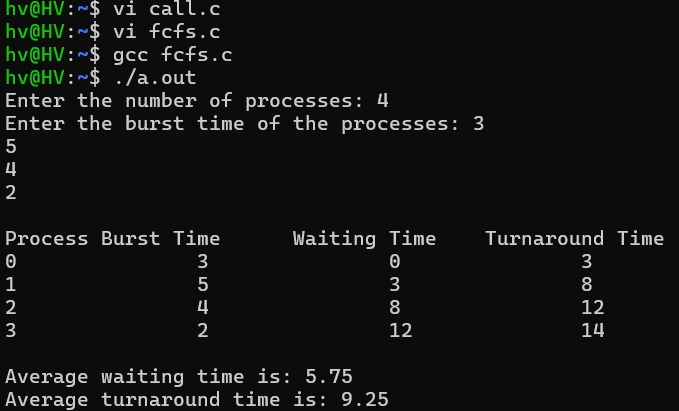 hv@HV:~$ vi call.c
hv@HV:~$ vi fcfs.c
hv@HV:~$ gcc fcfs.c
hv@HV:~$ ./a.out
Enter the number of processes: 4
Enter the burst time of the processes: 3
5
4
2
Process Burst Time      Waiting Time    Turnaround Time
0               3               0               3
1               5               3               8
2               4               8               12
3               2               12              14
Average waiting time is: 5.75
Average turnaround time is: 9.25